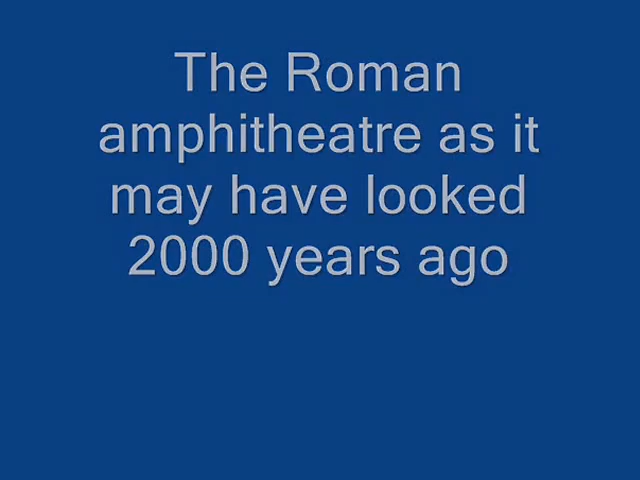 The Roman
amphitheatre as it
may have looked
2000 years ago